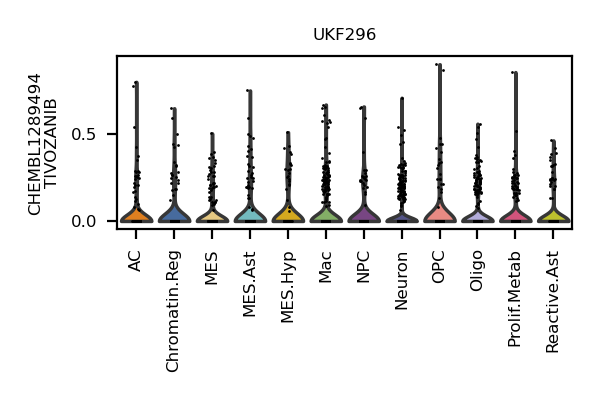 UKF296
CHEMBL1289494
TIVOZANIB
0.5
0.0
AC
Chromatin.Reg
MES
MES.Ast
MES.Hyp
Mac
NPC
Neuron
OPC
Oligo
Prolif.Metab
Reactive.Ast